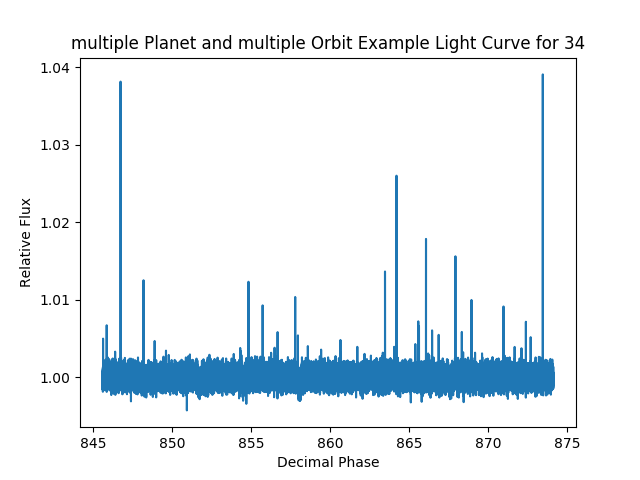 multiple Planet and multiple Orbit Example Light Curve for 34
1.04
1.03
1.02
1.01
1.00
Relative Flux
845 850 855 860 865 870 875
Decimal Phase